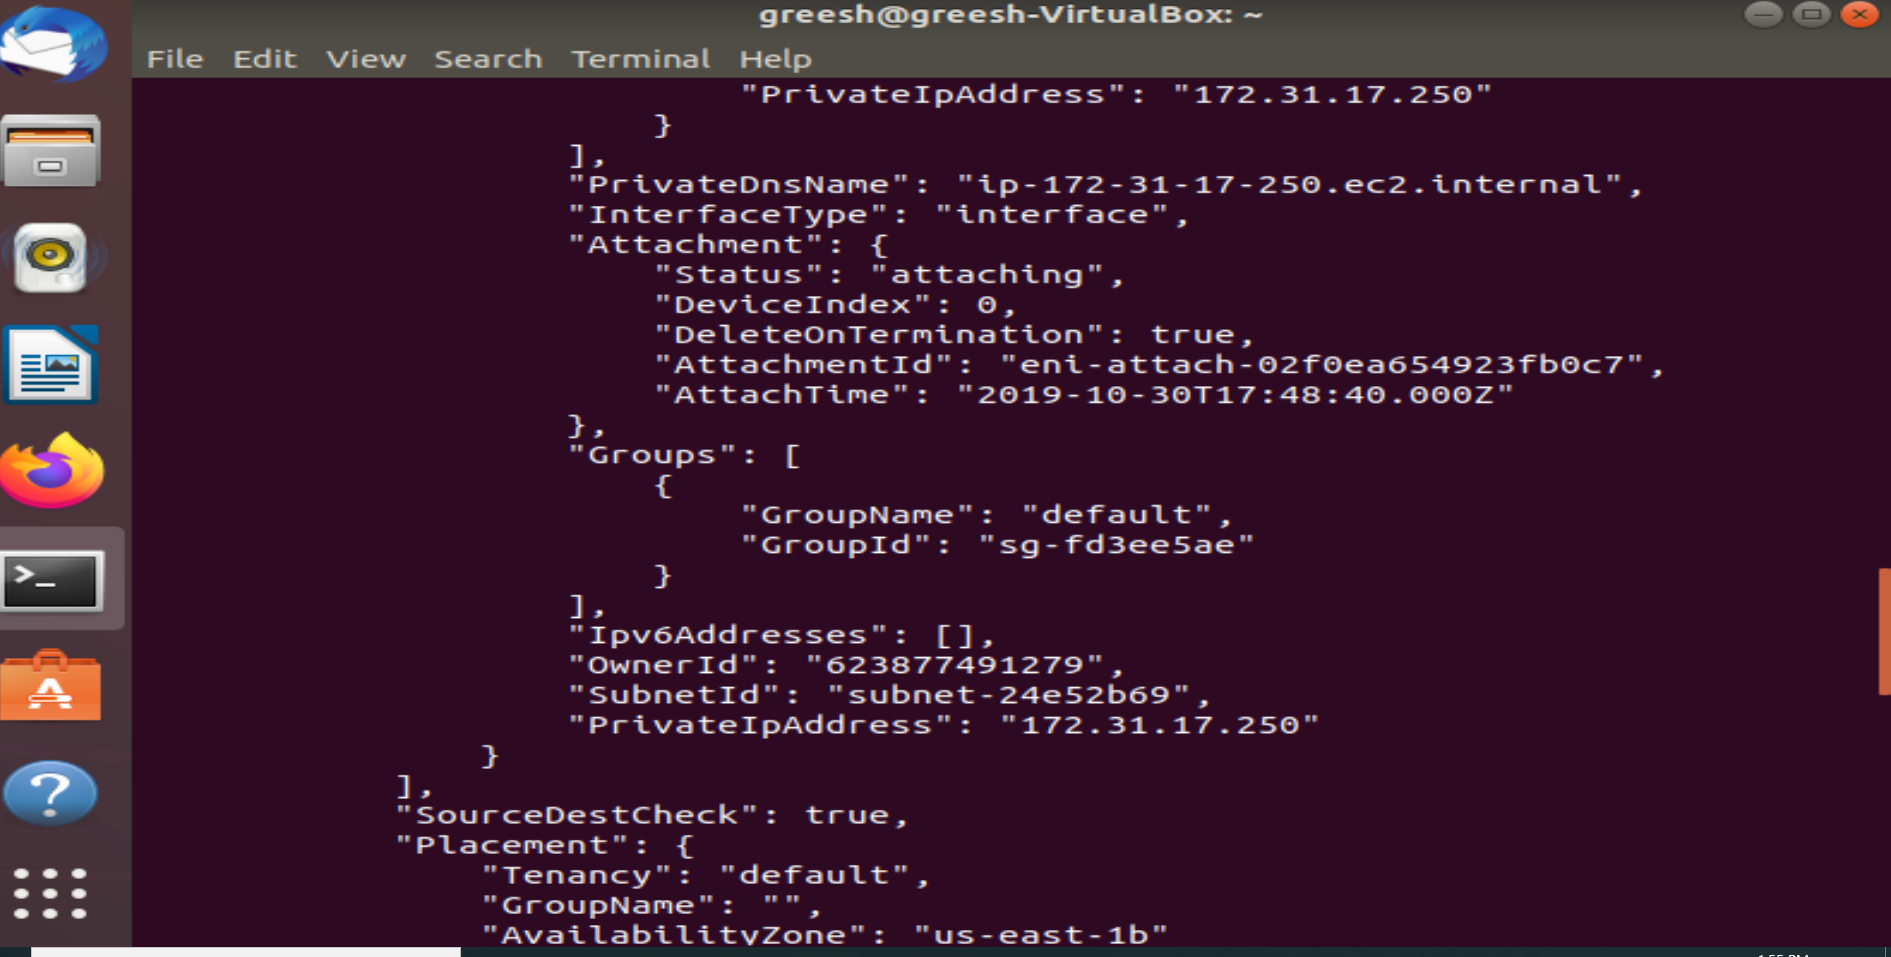 greesh@greesh-VirtualBox: ~
File Edit View Search Terminal Help
"PrivateIpAddress": "172.31.17.250"
}
],
"PrivateDnsName": "ip-172-31-17-250.ec2.internal",
"InterfaceType": "interface",
"Attachment": {
"Status": "attaching",
"DeviceIndex": 0,
"DeleteOnTermination": true,
"AttachmentId": "eni-attach-02f0ea654923fb0c7",
"AttachTime": "2019-10-30T17:48:40.000Z"
},
"Groups": [
{
"GroupName": "default",
"GroupId": "sg-fd3ee5ae"
}
],
"Ipv6Addresses": [],
"OwnerId": "623877491279",
"SubnetId": "subnet-24e52b69",
"PrivateIpAddress": "172.31.17.250"
}
],
"SourceDestCheck": true,
"Placement": {
"Tenancy": "default",
"GroupName": "",
"AvailabilityZone": "us-east-1b"